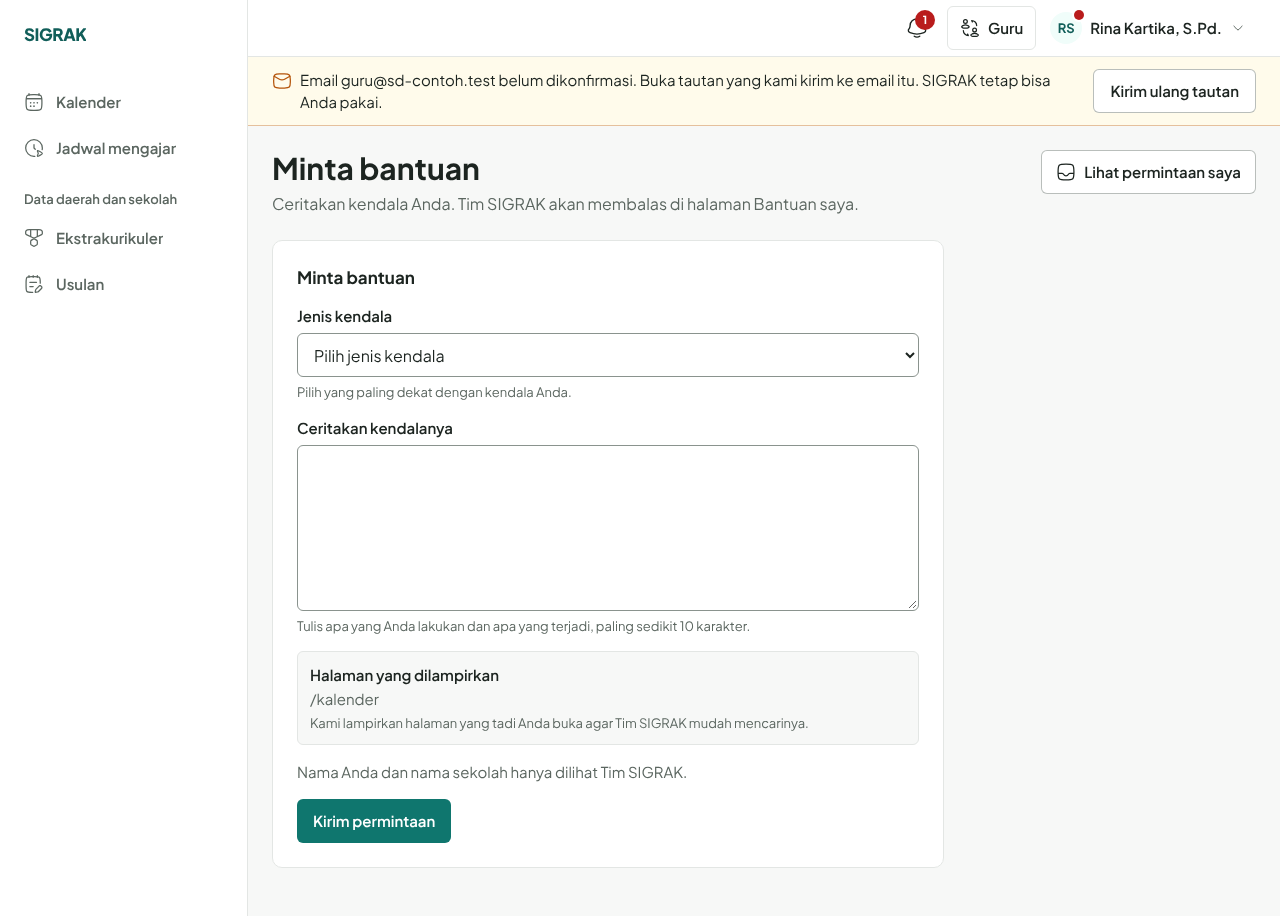 SIGRAK
1
Guru
RS
Rina Kartika, S.Pd.
Kalender
Jadwal mengajar
Data daerah dan sekolah
Ekstrakurikuler
Usulan
Email guru@sd-contoh.test belum dikonfirmasi. Buka tautan yang kami kirim ke email itu. SIGRAK tetap bisa
Anda pakai.
Kirim ulang tautan
Minta bantuan
Lihat permintaan saya
Ceritakan kendala Anda. Tim SIGRAK akan membalas di halaman Bantuan saya.
Minta bantuan
Jenis kendala
Pilih jenis kendala
Pilih yang paling dekat dengan kendala Anda.
Ceritakan kendalanya
Tulis apa yang Anda lakukan dan apa yang terjadi, paling sedikit 10 karakter.
Halaman yang dilampirkan
/kalender
Kami lampirkan halaman yang tadi Anda buka agar Tim SIGRAK mudah mencarinya.
Nama Anda dan nama sekolah hanya dilihat Tim SIGRAK.
Kirim permintaan